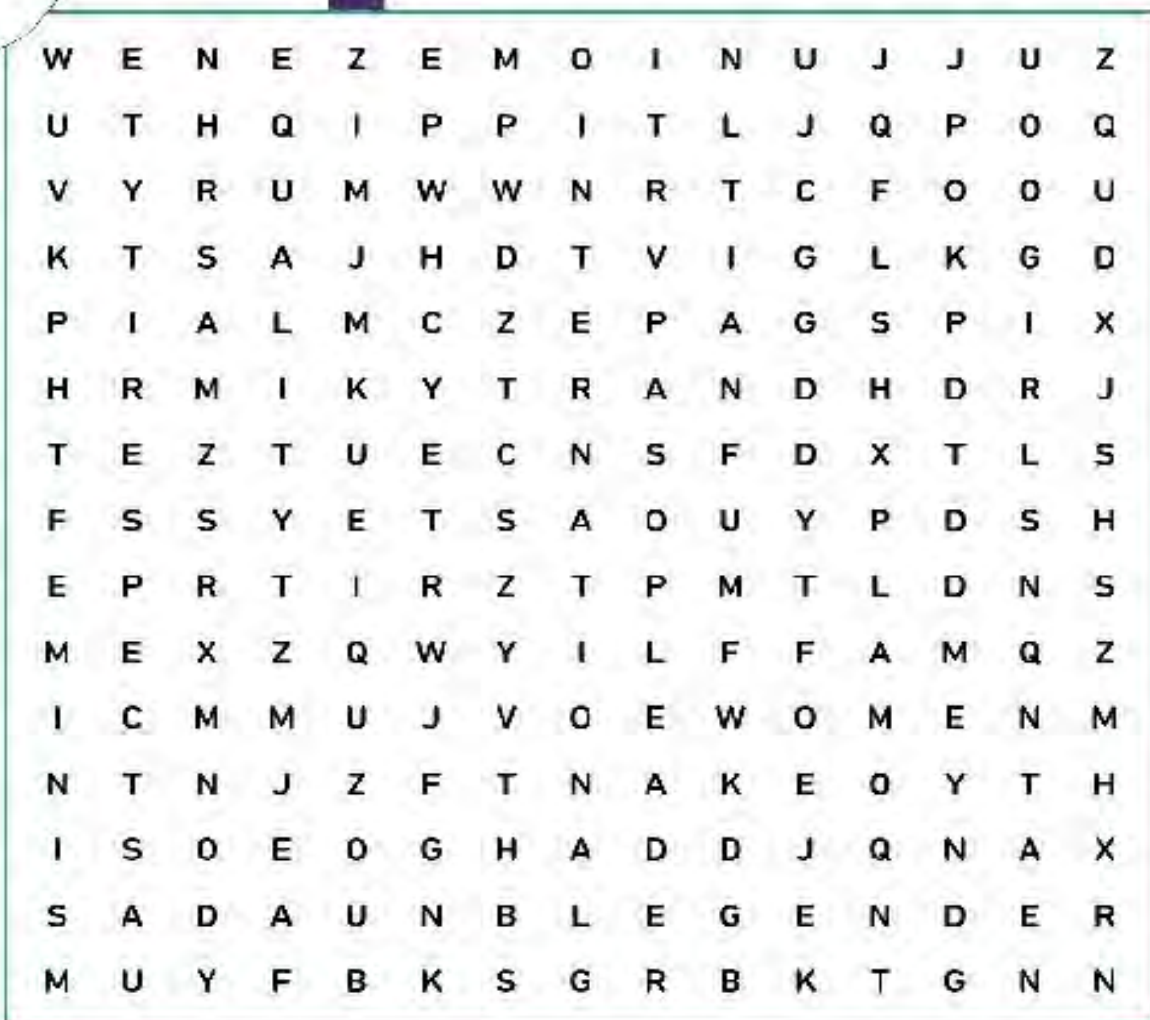 W E N E Z E M O I N U J J U Z
U T H Q I P P I T L J Q P O Q
V Y R U M W W N R T C F O O U
K T S A J H D T V I G L K G D
P I A L M C Z E P A G S P I X
H R M I K Y T R A N D H D R J
T E Z T U E C N S F D X T L S
F S S Y E T S A O U Y P D S H
E P R T I R Z T P M T L D N S
M E X Z Q W Y I L F F A M Q Z
I C M M U J V O E W O M E N M
N T N J Z F T N A K E O Y T H
I S O E O G H A D D J Q N A X
S A D A U N B L E G E N D E R
M U Y F B K S G R B K T G N N